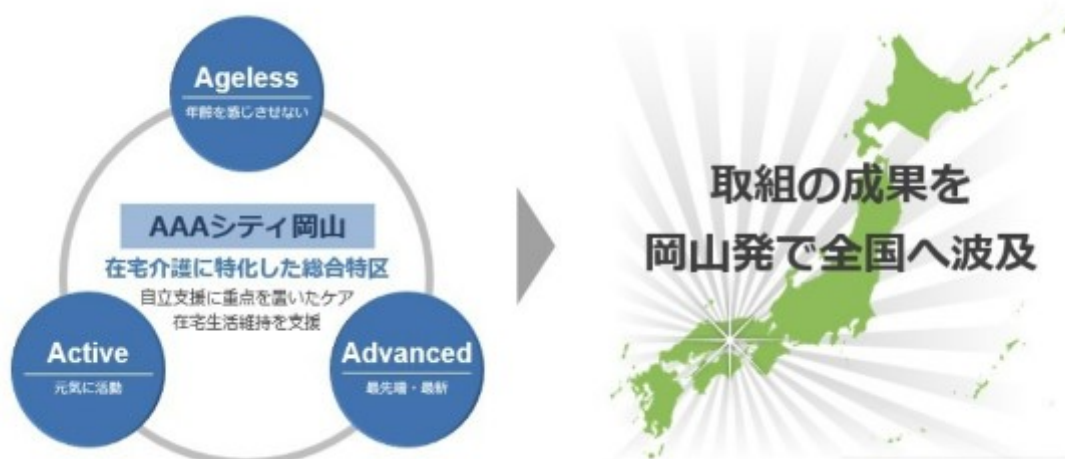 Ageless
年齢を感じさせない
AAAシティ岡山
在宅介護に特化した総合特区
自立支援に重点を置いたケア
在宅生活維持を支援
Active
元気に活動
Advanced
最先端・最新
取組の成果を
岡山発で全国へ波及